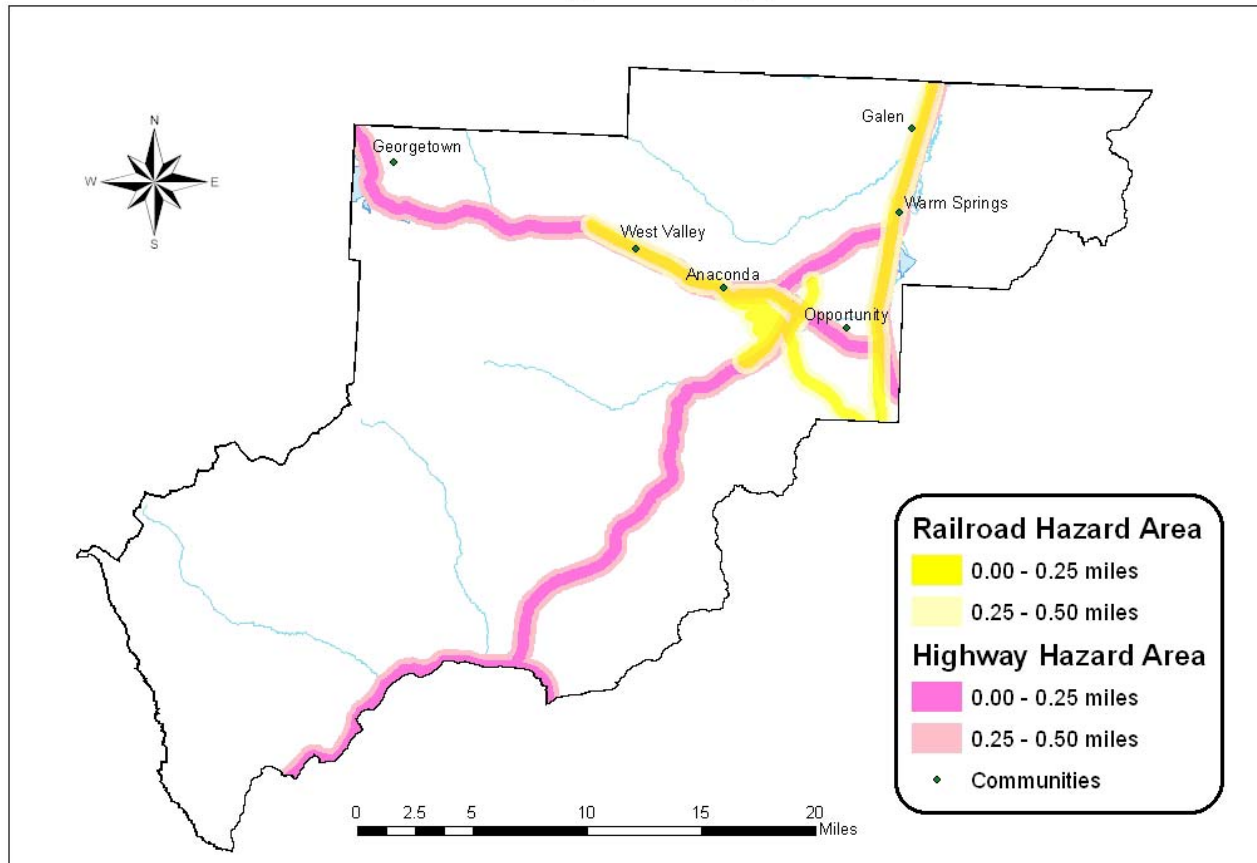 N
W
E
S
Georgetown
Galen
Warm Springs
West Valley
Anaconda
Opportunity
Railroad Hazard Area
0.00 - 0.25 miles
0.25 - 0.50 miles
Highway Hazard Area
0.00 - 0.25 miles
0.25 - 0.50 miles
Communities
0 2.5 5 10 15 20
Miles